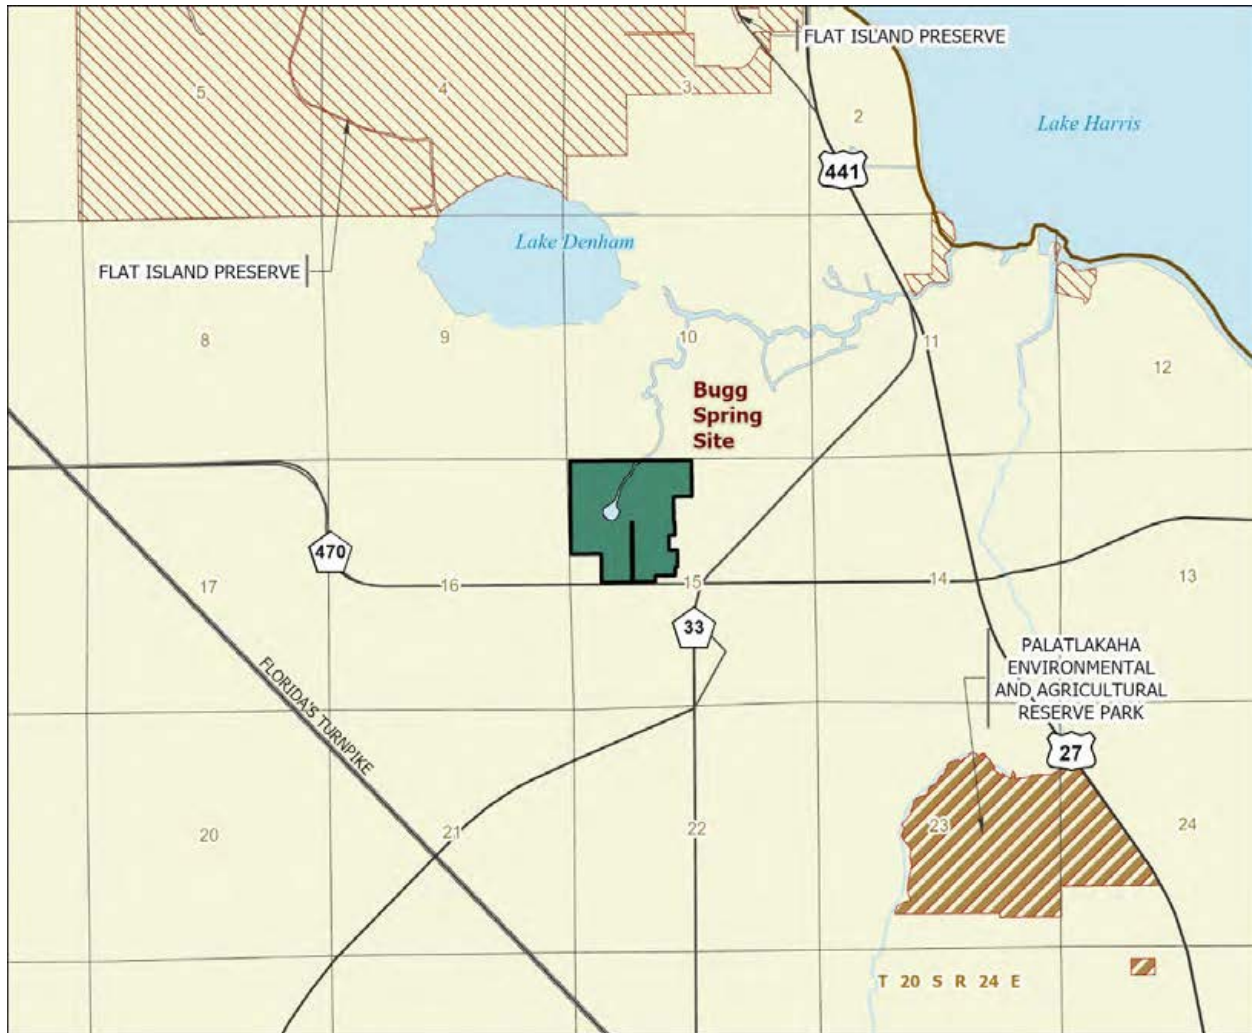 FLAT ISLAND PRESERVE
5
4
3
2
Lake Harris
441
Lake Denham
FLAT ISLAND PRESERVE
8
9
10
11
12
Bugg
Spring
Site
470
17
16
15
14
13
33
FLORIDA'S TURNPIKE
PALATLAKAHA
ENVIRONMENTAL
AND AGRICULTURAL
RESERVE PARK
27
20
21
22
23
24
T 20 S R 24 E